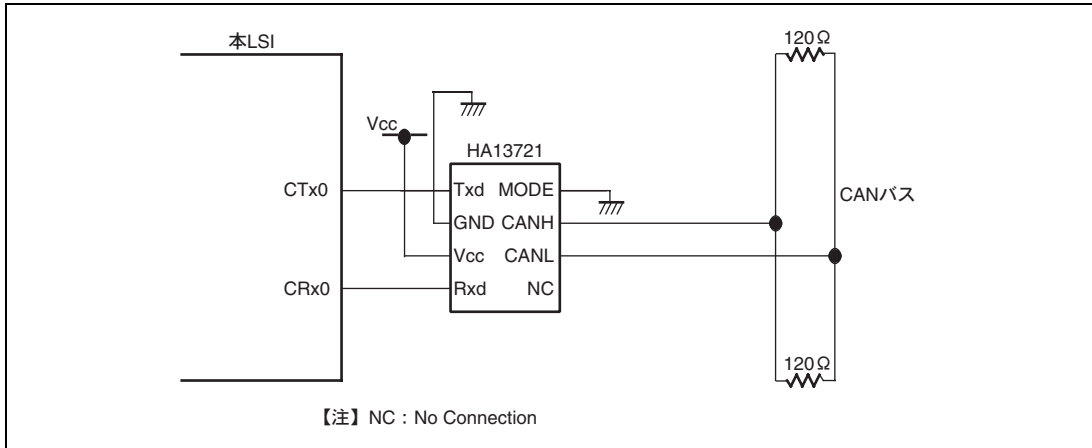 本LSI
120Ω
Vcc
HA13721
CTx0
Txd MODE
GND CANH
CANバス
Vcc CANL
CRx0
Rxd NC
120Ω
【注】NC：No Connection